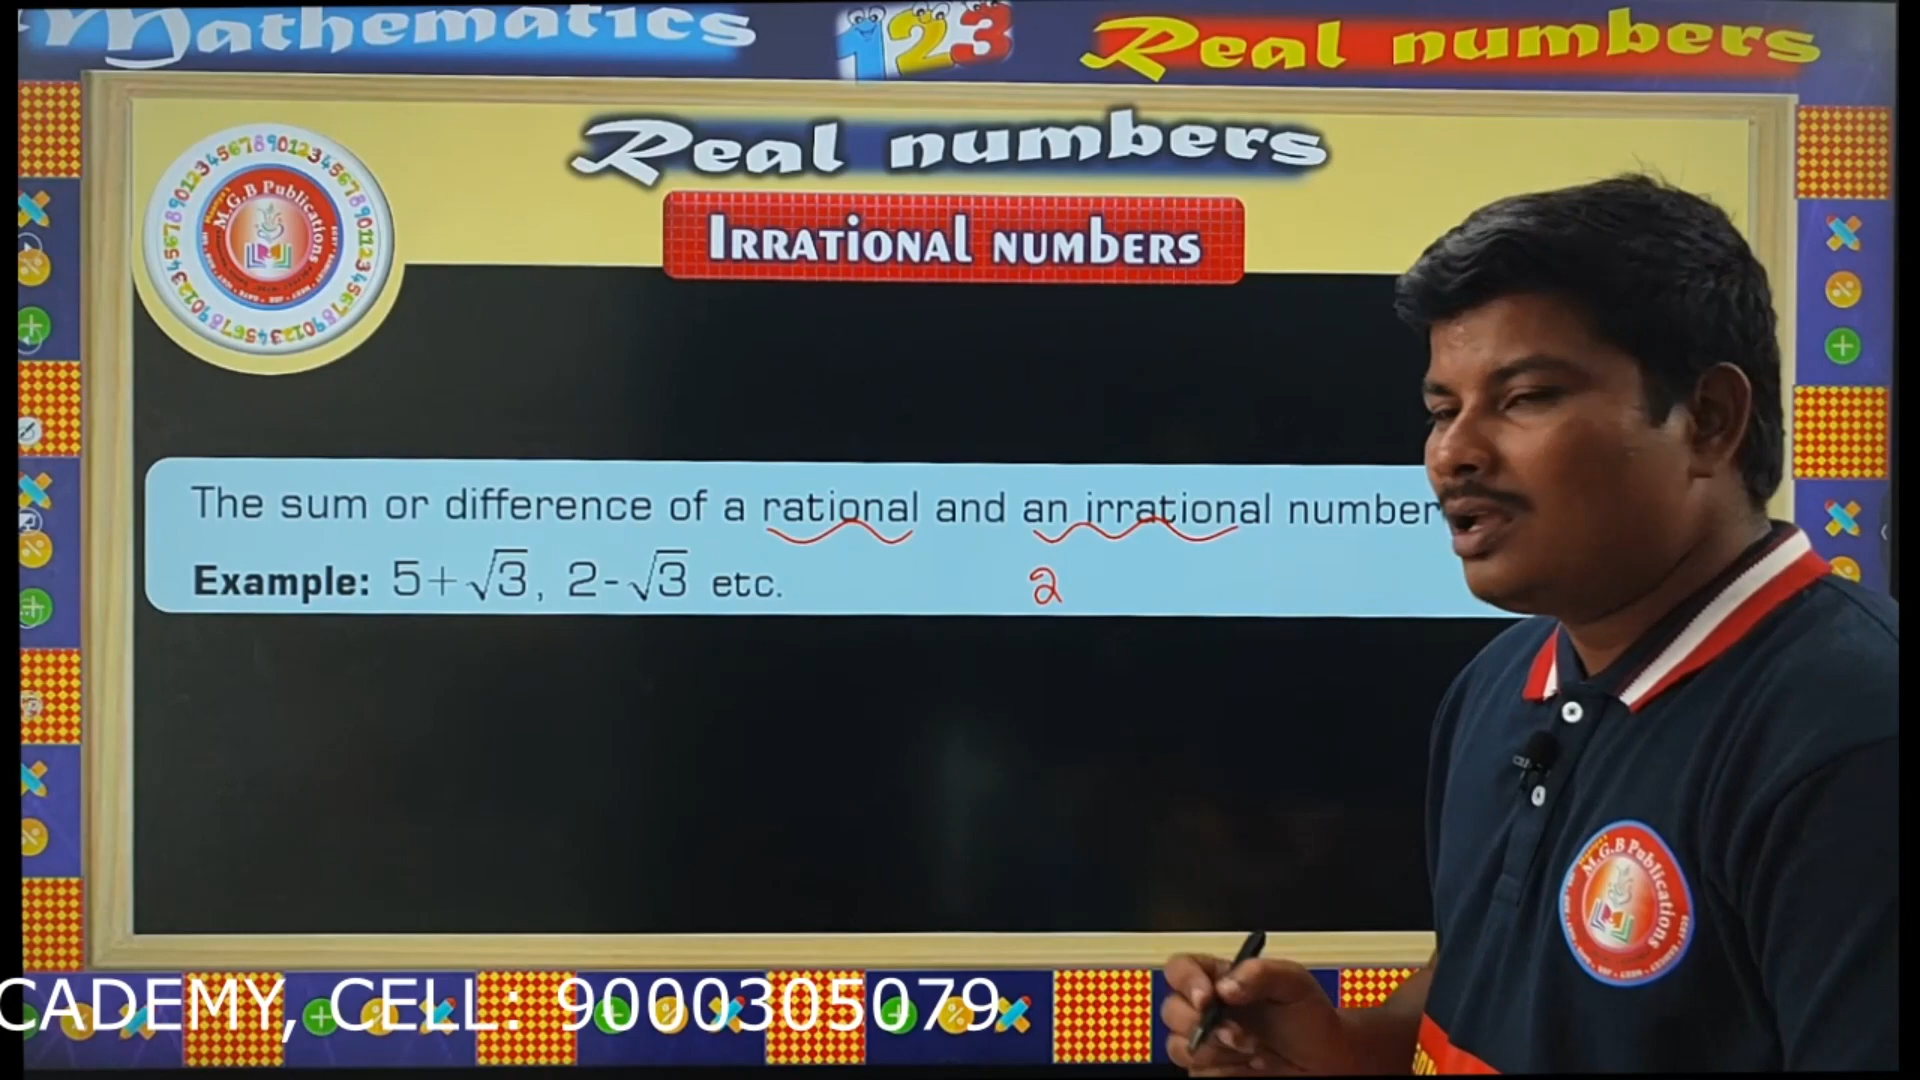 Mathematics 123 Real numbers
Real numbers
Irrational numbers
M.G.B Publications
The sum or difference of a rational and an irrational number
Example: 5+√3, 2-√3 etc.
2
M.G.B Publications
CADEMY, CELL: 9000305079